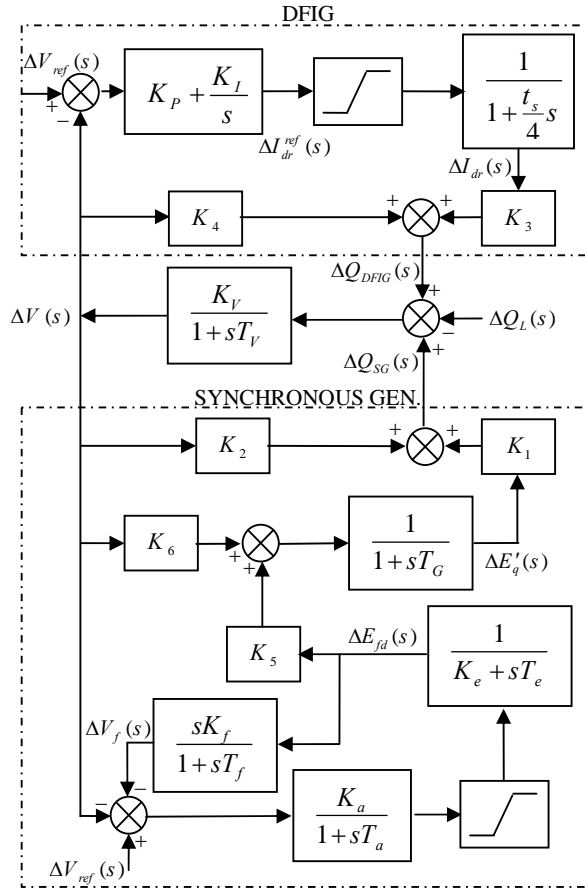 DFIG
ΔV_ref(s)
+
−
K_P + K_I/s
ΔI_dr^ref(s)
1/(1 + (t_s/4)s)
ΔI_dr(s)
K_4
+
+
K_3
ΔQ_DFIG(s)
ΔV(s)
K_V/(1 + sT_V)
+
−
+
ΔQ_L(s)
ΔQ_SG(s)
SYNCHRONOUS GEN.
K_2
+
+
K_1
K_6
+
+
1/(1 + sT_G)
ΔE'_q(s)
K_5
ΔE_fd(s)
1/(K_e + sT_e)
ΔV_f(s)
sK_f/(1 + sT_f)
−
−
+
K_a/(1 + sT_a)
ΔV_ref(s)